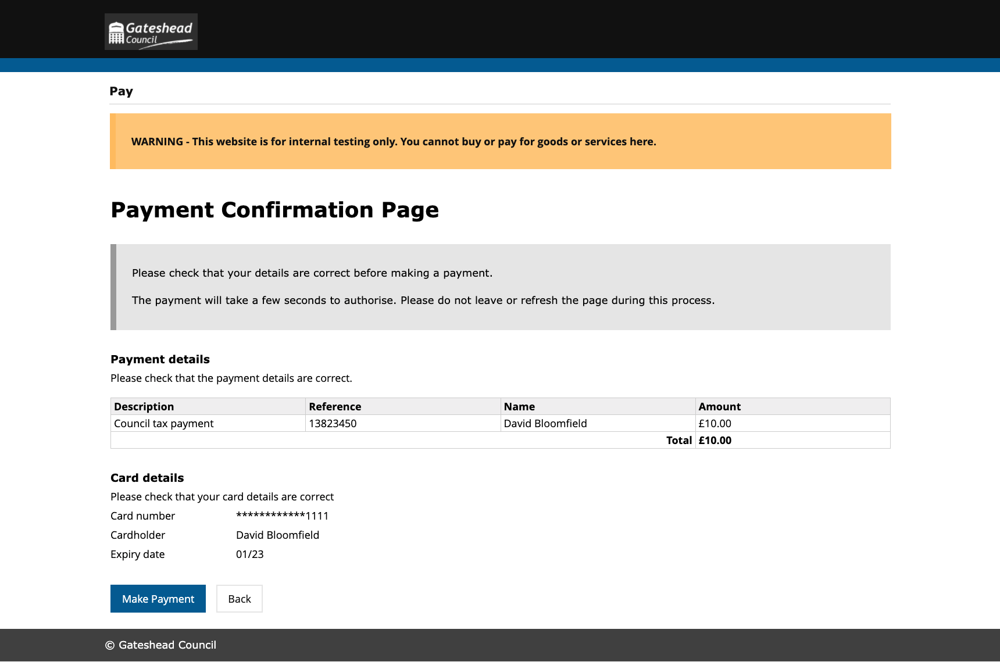 Gateshead
Council
Pay
WARNING - This website is for internal testing only. You cannot buy or pay for goods or services here.
Payment Confirmation Page
Please check that your details are correct before making a payment.
The payment will take a few seconds to authorise. Please do not leave or refresh the page during this process.
Payment details
Please check that the payment details are correct.
Description Reference Name Amount
Council tax payment 13823450 David Bloomfield £10.00
Total £10.00
Card details
Please check that your card details are correct
Card number ************1111
Cardholder David Bloomfield
Expiry date 01/23
Make Payment Back
© Gateshead Council